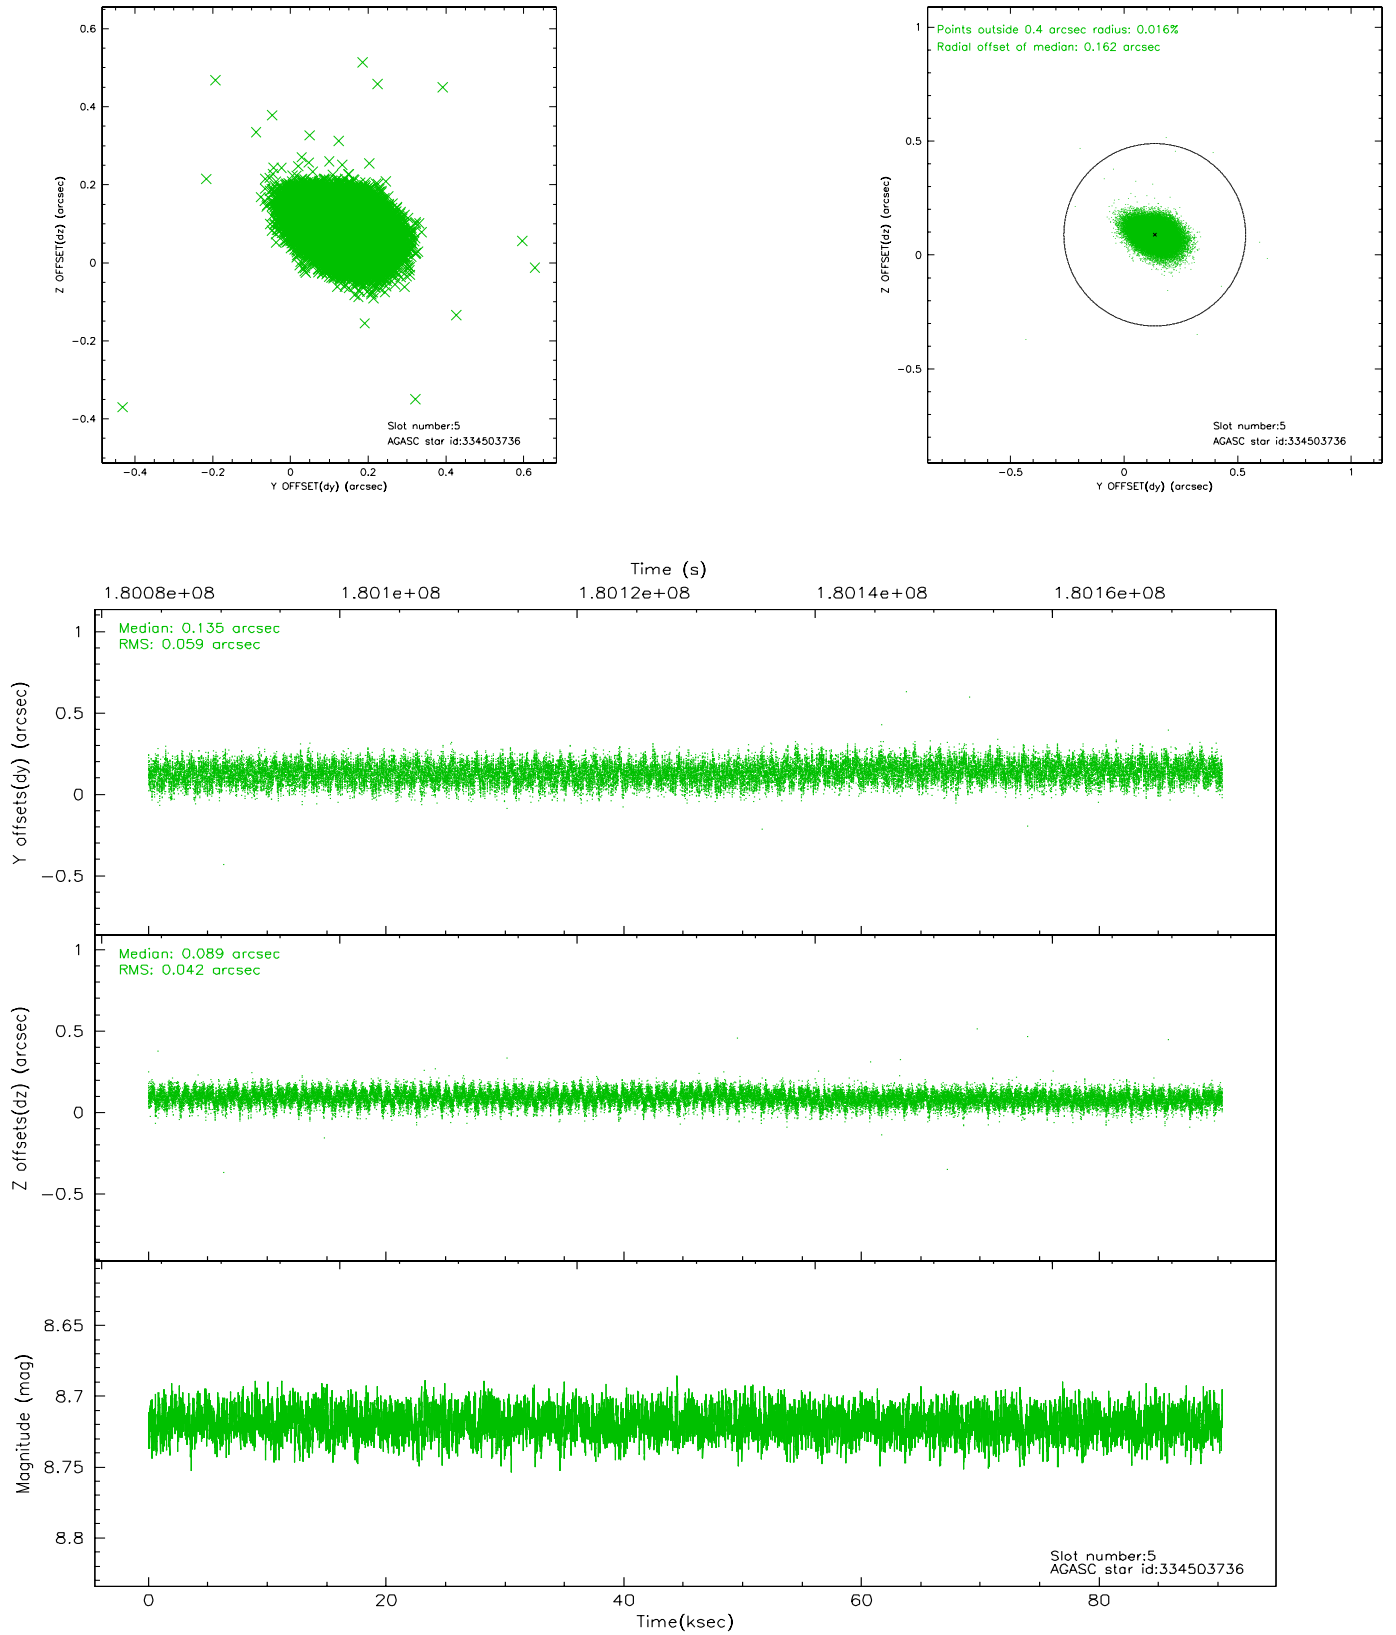 0.6
0.4
0.2
0
−0.2
−0.4
Z OFFSET(dz) (arcsec)
Slot number:5
AGASC star id:334503736
−0.4
−0.2
0
0.2
0.4
0.6
Y OFFSET(dy) (arcsec)
Points outside 0.4 arcsec radius: 0.016%
Radial offset of median: 0.162 arcsec
1
0.5
0
−0.5
Z OFFSET(dz) (arcsec)
Slot number:5
AGASC star id:334503736
−0.5
0
0.5
1
Y OFFSET(dy) (arcsec)
Time (s)
1.8008e+08
1.801e+08
1.8012e+08
1.8014e+08
1.8016e+08
Median: 0.135 arcsec
RMS: 0.059 arcsec
1
0.5
0
−0.5
Y offsets(dy) (arcsec)
Median: 0.089 arcsec
RMS: 0.042 arcsec
1
0.5
0
−0.5
Z offsets(dz) (arcsec)
8.65
8.7
8.75
8.8
Magnitude (mag)
Slot number:5
AGASC star id:334503736
0
20
40
60
80
Time(ksec)